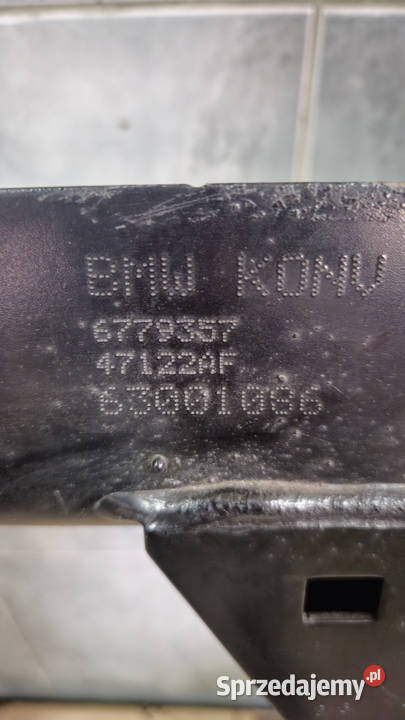 BMW KONV
6779357
47122AF
63001086
Sprzedajemy.pl